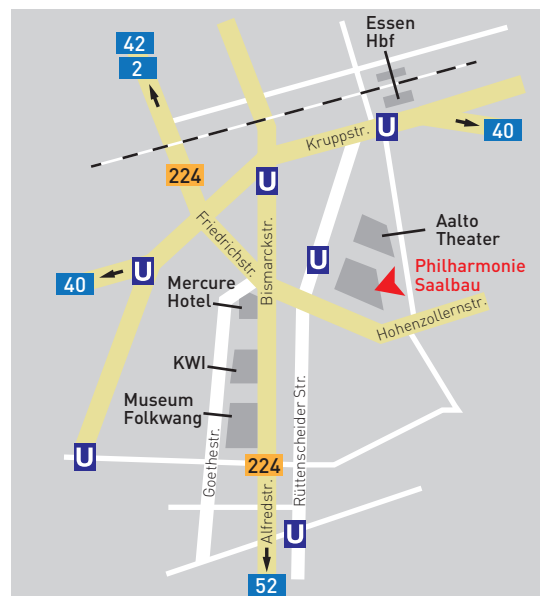 Essen
Hbf
42
2
U
Kruppstr.
40
224
U
Friedrichstr.
Bismarckstr.
Aalto
Theater
U
U
40
Philharmonie
Saalbau
Mercure
Hotel
Hohenzollernstr.
KWI
Museum
Folkwang
Rüttenscheider Str.
Goethestr.
U
224
Alfredstr.
U
52